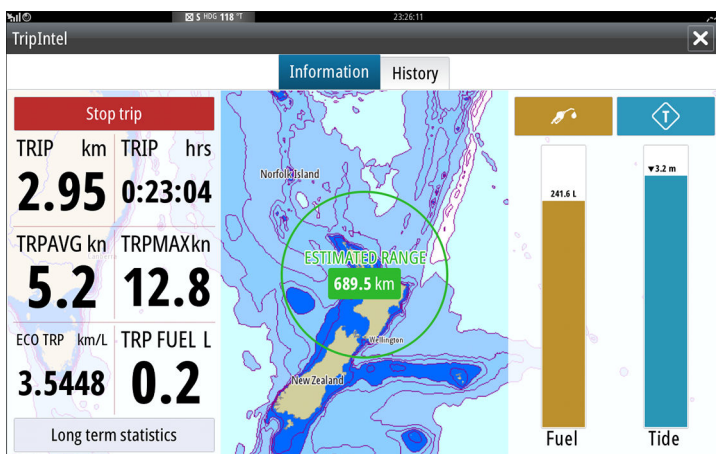 5 HDG 118 °T
23:26:11
TripIntel
Information
History
Stop trip
TRIP km
2.95
TRIP hrs
0:23:04
TRPAVG kn
5.2
TRPMAX kn
12.8
ECO TRP km/L
3.5448
TRP FUEL L
0.2
Long term statistics
Canberra
Norfolk Island
ESTIMATED RANGE
689.5 km
Wellington
New Zealand
T
241.6 L
▾3.2 m
Fuel
Tide